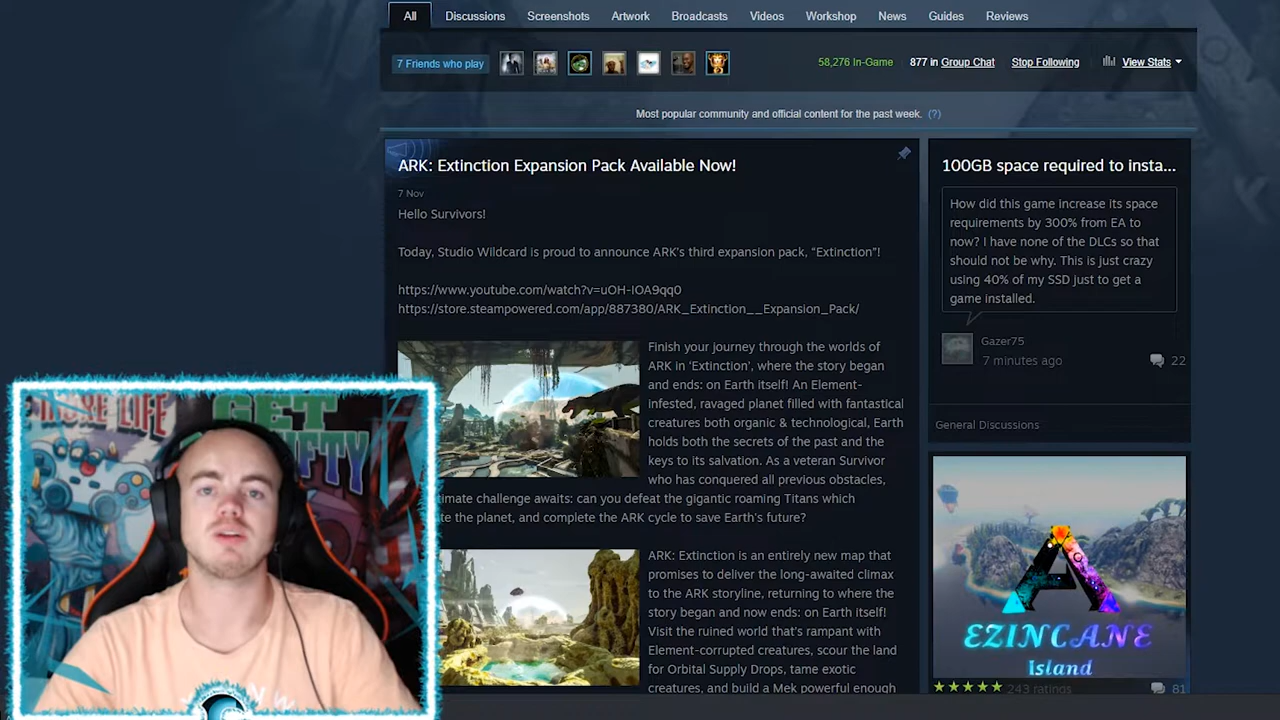 All Discussions Screenshots Artwork Broadcasts Videos Workshop News Guides Reviews
7 Friends who play
58,276 In-Game 877 in Group Chat Stop Following View Stats
Most popular community and official content for the past week. (?)
ARK: Extinction Expansion Pack Available Now!
7 Nov
Hello Survivors!
Today, Studio Wildcard is proud to announce ARK's third expansion pack, “Extinction”!
https://www.youtube.com/watch?v=uOH-IOA9qq0
https://store.steampowered.com/app/887380/ARK_Extinction__Expansion_Pack/
Finish your journey through the worlds of
ARK in ‘Extinction’, where the story began
and ends: on Earth itself! An Element-
infested, ravaged planet filled with fantastical
creatures both organic & technological, Earth
holds both the secrets of the past and the
keys to its salvation. As a veteran Survivor
who has conquered all previous obstacles,
timate challenge awaits: can you defeat the gigantic roaming Titans which
te the planet, and complete the ARK cycle to save Earth's future?
ARK: Extinction is an entirely new map that
promises to deliver the long-awaited climax
to the ARK storyline, returning to where the
story began and now ends: on Earth itself!
Visit the ruined world that's rampant with
Element-corrupted creatures, scour the land
for Orbital Supply Drops, tame exotic
creatures, and build a Mek powerful enough
100GB space required to insta...
How did this game increase its space
requirements by 300% from EA to
now? I have none of the DLCs so that
should not be why. This is just crazy
using 40% of my SSD just to get a
game installed.
Gazer75
7 minutes ago
22
General Discussions
EZINCANE
Island
243 ratings
81
LIFE
GET